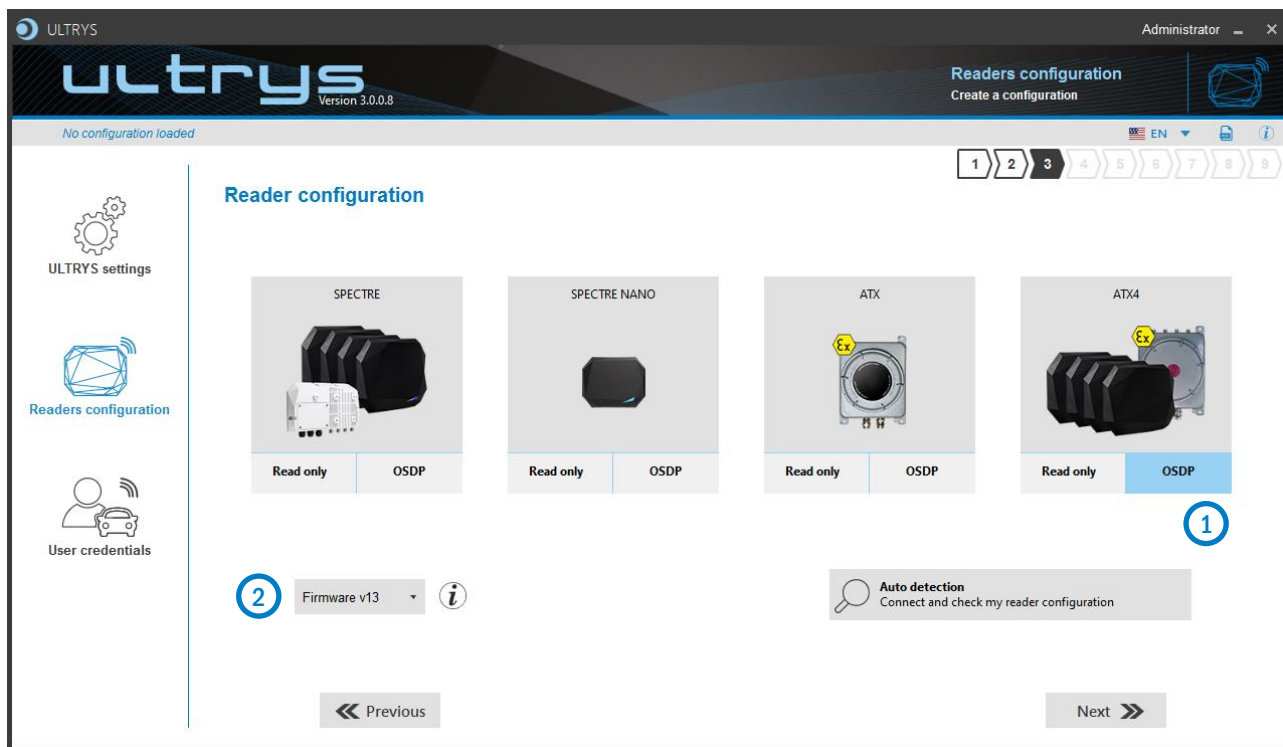 ULTRYS
Administrator
ultrys
Version 3.0.0.8
Readers configuration
Create a configuration
No configuration loaded
EN
i
1 2 3 4 5 6 7 8 9
Reader configuration
ULTRYS settings
Readers configuration
User credentials
SPECTRE
Read only OSDP
SPECTRE NANO
Read only OSDP
ATX
Ex
Read only OSDP
ATX4
Ex
Read only OSDP
1
2
Firmware v13
i
Auto detection
Connect and check my reader configuration
Previous
Next